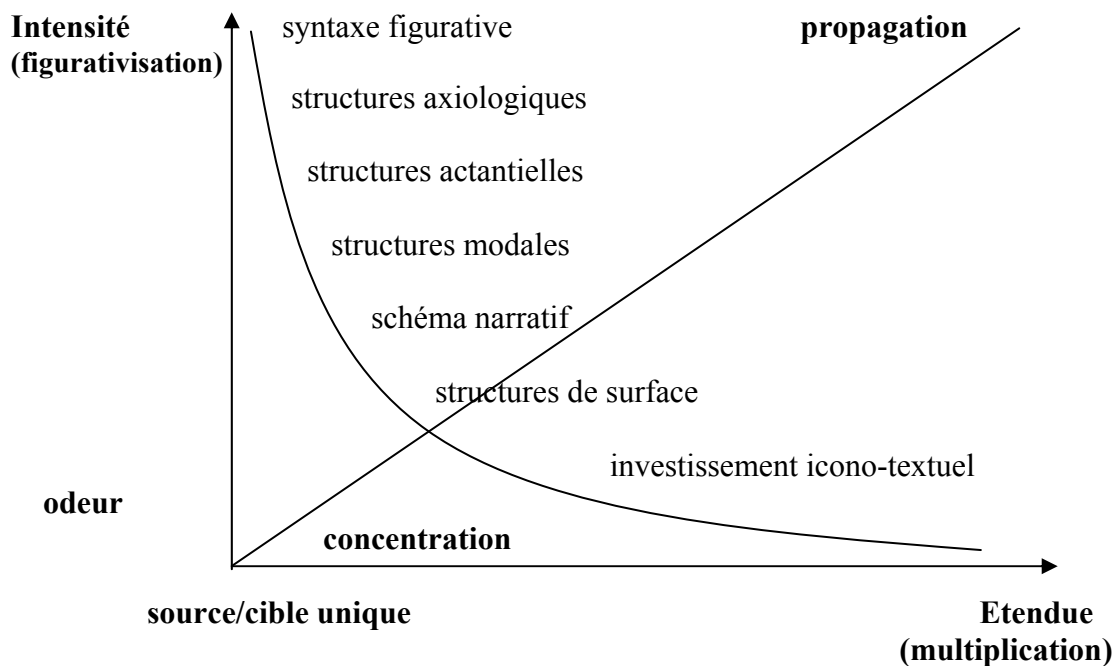 Intensité
(figurativisation)
syntaxe figurative
propagation
structures axiologiques
structures actantielles
structures modales
schéma narratif
structures de surface
investissement icono-textuel
odeur
concentration
source/cible unique
Etendue
(multiplication)